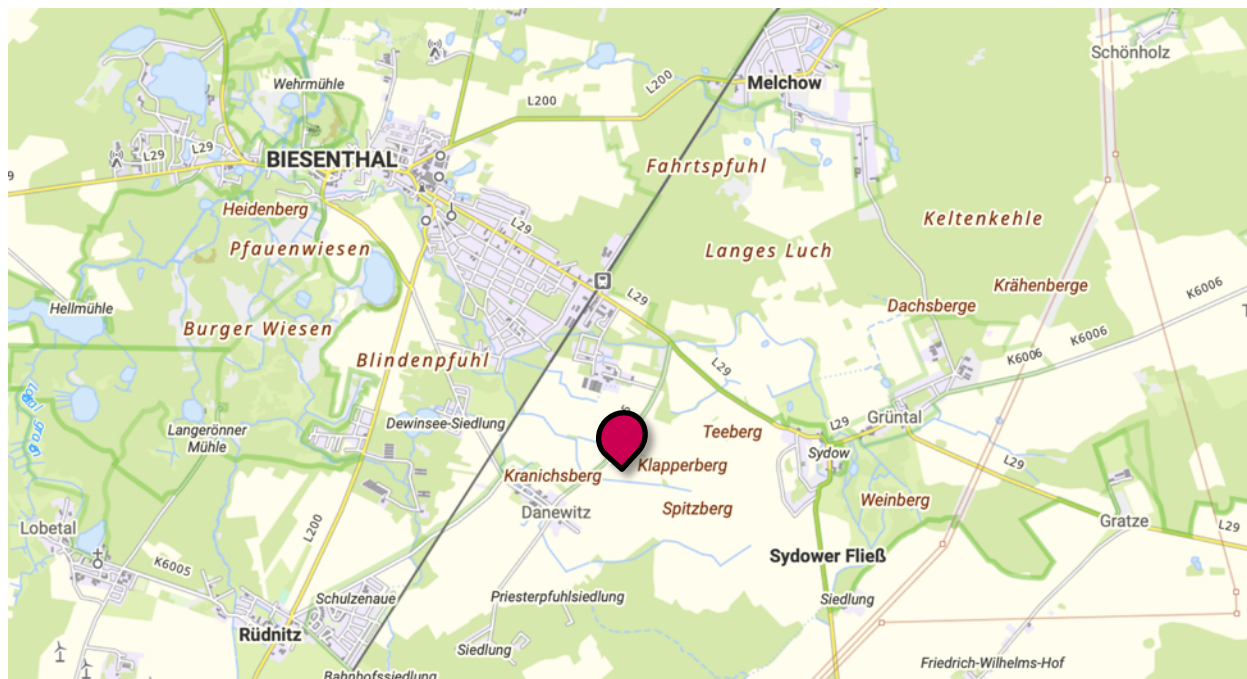 Schönholz
Wehrmühle
L200
L200
Melchow
L29
L29
BIESENTHAL
9
Fahrtspfuhl
Heidenberg
Keltenkehle
L29
Pfauenwiesen
Langes Luch
Krähenberge
K6006
Hellmühle
L29
Dachsberge
T
Burger Wiesen
K6006
K6006
Blindenpfuhl
L29
Grüntal
Dewinsee-Siedlung
Langerönner
Mühle
Teeberg
L29
Sydow
L29
Kranichsberg
Klapperberg
Weinberg
Spitzberg
Danewitz
Lobetal
L200
Gratze
L29
Sydower Fließ
K6005
Schulzenaue
Priesterpfuhlsiedlung
Siedlung
Rüdnitz
Siedlung
Friedrich-Wilhelms-Hof
Bahnhofssiedlung